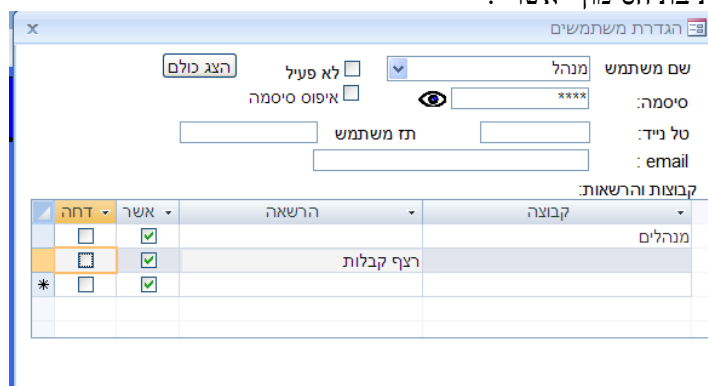 הגדרת משתמשים x
שם משתמש מנהל לא פעיל הצג כולם
סיסמה: **** איפוס סיסמה
טל נייד: תז משתמש
email :
קבוצות והרשאות:
קבוצה הרשאה אשר דחה
מנהלים
רצף קבלות
*